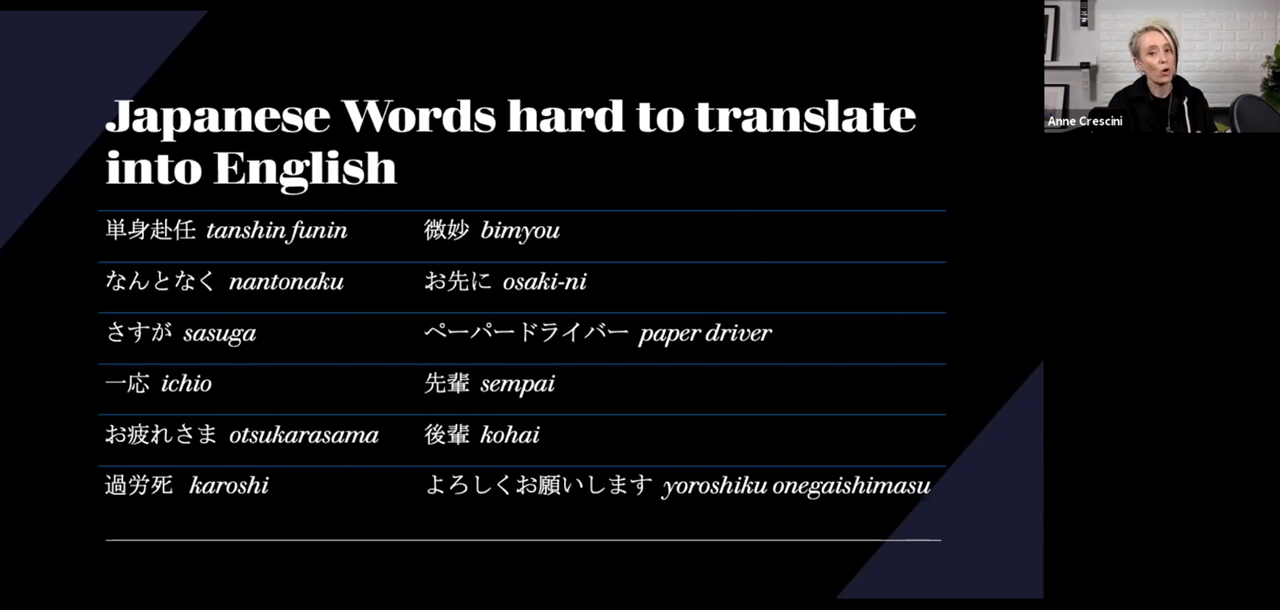 Japanese Words hard to translate
into English
単身赴任 tanshin funin
微妙 bimyou
なんとなく nantonaku
お先に osaki-ni
さすが sasuga
ペーパードライバー paper driver
一応 ichio
先輩 sempai
お疲れさま otsukarasama
後輩 kohai
過労死 karoshi
よろしくお願いします yoroshiku onegaishimasu
Anne Crescini